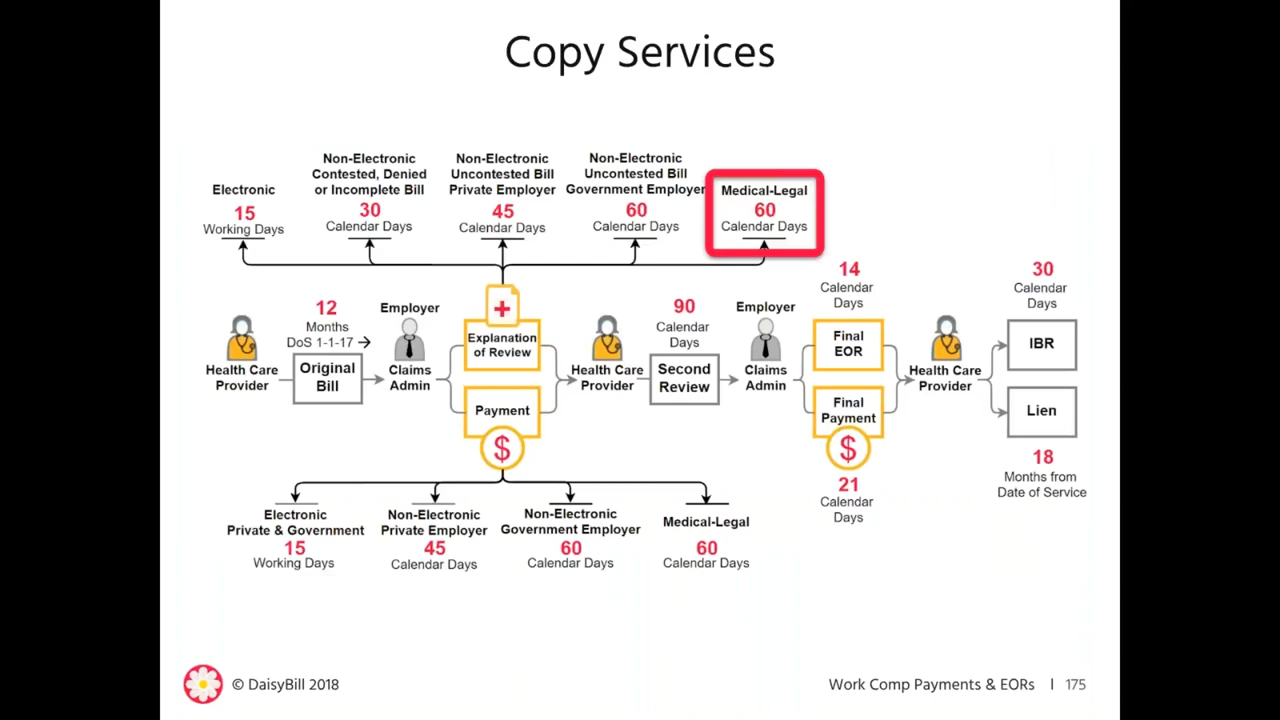 Copy Services
Electronic
15
Working Days
Non-Electronic
Contested, Denied
or Incomplete Bill
30
Calendar Days
Non-Electronic
Uncontested Bill
Private Employer
45
Calendar Days
Non-Electronic
Uncontested Bill
Government Employer
60
Calendar Days
Medical-Legal
60
Calendar Days
Health Care
Provider
12
Months
DoS 1-1-17 →
Original
Bill
Employer
Claims
Admin
+
Explanation
of Review
Payment
$
Health Care
Provider
90
Calendar
Days
Second
Review
Employer
Claims
Admin
14
Calendar
Days
Final
EOR
Final
Payment
$
21
Calendar
Days
Health Care
Provider
30
Calendar
Days
IBR
Lien
18
Months from
Date of Service
Electronic
Private & Government
15
Working Days
Non-Electronic
Private Employer
45
Calendar Days
Non-Electronic
Government Employer
60
Calendar Days
Medical-Legal
60
Calendar Days
© DaisyBill 2018
Work Comp Payments & EORs | 175